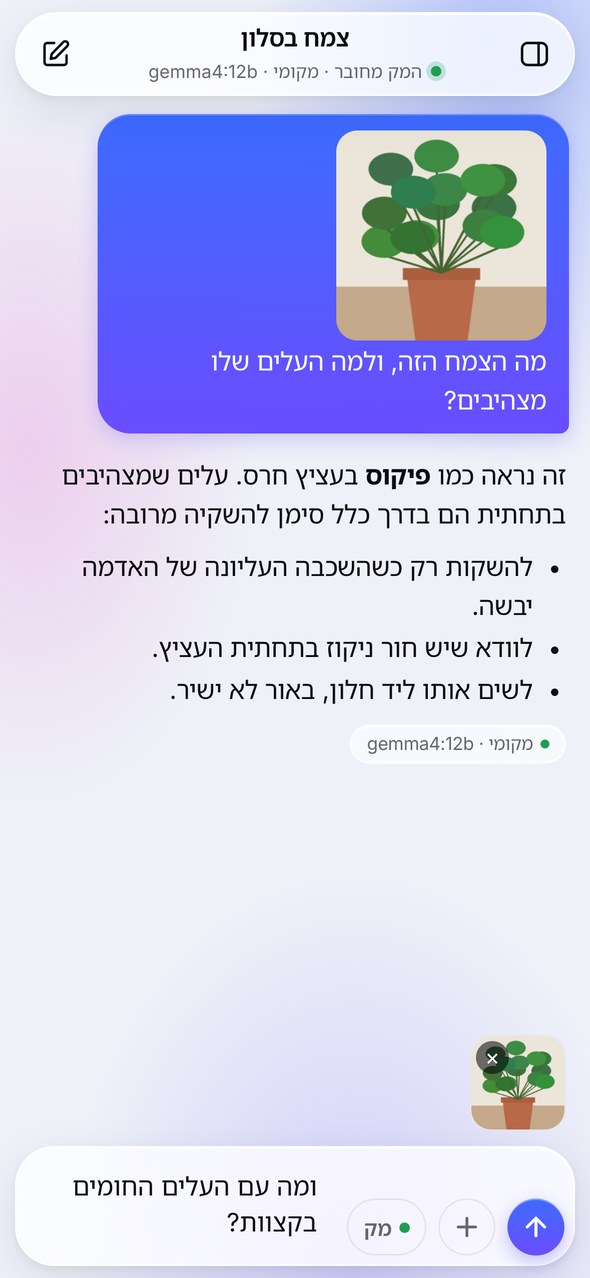 צמח בסלון
המק מחובר · מקומי · gemma4:12b
מה הצמח הזה, ולמה העלים שלו
מצהיבים?
זה נראה כמו פיקוס בעציץ חרס. עלים שמצהיבים
בתחתית הם בדרך כלל סימן להשקיה מרובה:
• להשקות רק כשהשכבה העליונה של האדמה
יבשה.
• לוודא שיש חור ניקוז בתחתית העציץ.
• לשים אותו ליד חלון, באור לא ישיר.
מקומי · gemma4:12b
ומה עם העלים החומים
בקצוות?
מק